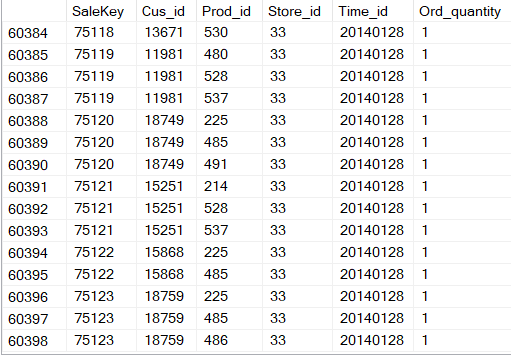 SaleKey Cus_id Prod_id Store_id Time_id Ord_quantity
60384 75118 13671 530 33 20140128 1
60385 75119 11981 480 33 20140128 1
60386 75119 11981 528 33 20140128 1
60387 75119 11981 537 33 20140128 1
60388 75120 18749 225 33 20140128 1
60389 75120 18749 485 33 20140128 1
60390 75120 18749 491 33 20140128 1
60391 75121 15251 214 33 20140128 1
60392 75121 15251 528 33 20140128 1
60393 75121 15251 537 33 20140128 1
60394 75122 15868 225 33 20140128 1
60395 75122 15868 485 33 20140128 1
60396 75123 18759 225 33 20140128 1
60397 75123 18759 485 33 20140128 1
60398 75123 18759 486 33 20140128 1